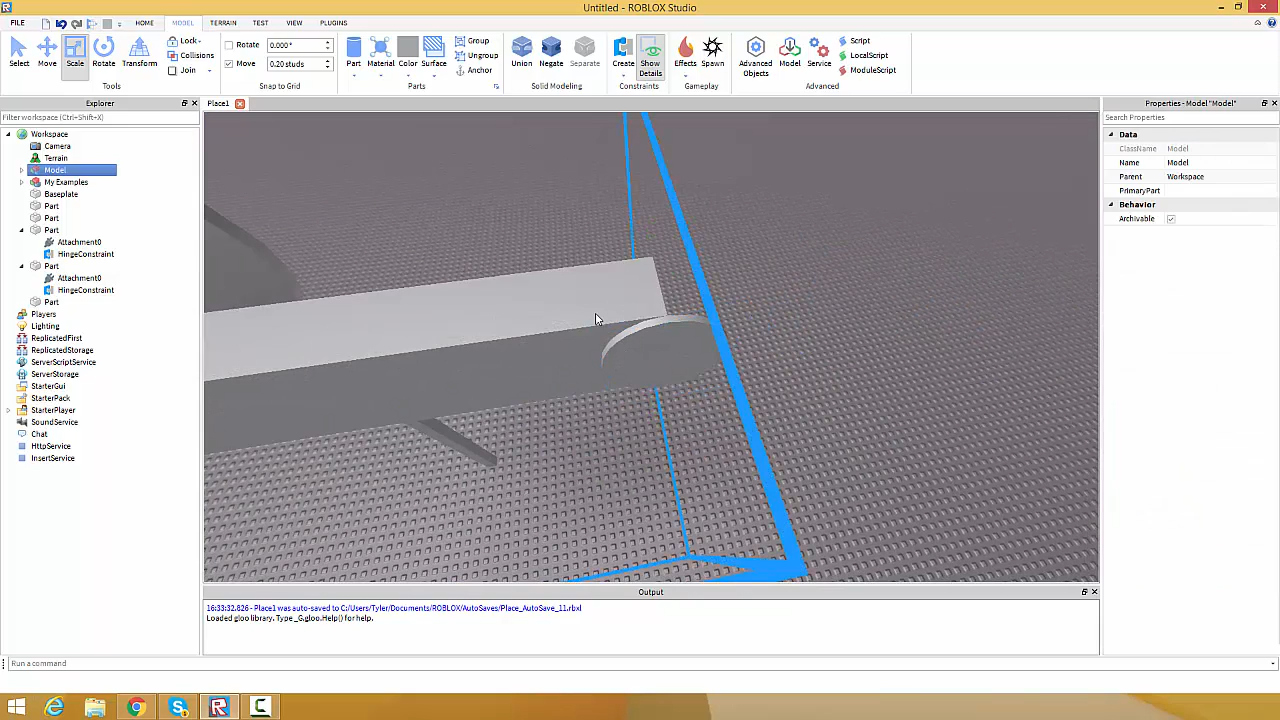 Untitled - ROBLOX Studio
FILE HOME MODEL TERRAIN TEST VIEW PLUGINS
Select Move Scale Rotate Transform
Lock
Collisions
Join
Tools
Rotate 0.000°
Move 0.20 studs
Snap to Grid
Part Material Color Surface
Group
Ungroup
Anchor
Parts
Union Negate Separate
Solid Modeling
Create Show Details
Constraints
Effects Spawn
Gameplay
Advanced Objects Model Service
Script
LocalScript
ModuleScript
Advanced
Explorer
Filter workspace (Ctrl+Shift+X)
Workspace
Camera
Terrain
Model
My Examples
Baseplate
Part
Part
Part
Attachment0
HingeConstraint
Part
Attachment0
HingeConstraint
Part
Players
Lighting
ReplicatedFirst
ReplicatedStorage
ServerScriptService
ServerStorage
StarterGui
StarterPack
StarterPlayer
SoundService
Chat
HttpService
InsertService
Place1
Properties - Model "Model"
Search Properties
Data
ClassName Model
Name Model
Parent Workspace
PrimaryPart
Behavior
Archivable
Output
16:33:32.826 - Place1 was auto-saved to C:/Users/Tyler/Documents/ROBLOX/AutoSaves/Place_AutoSave_11.rbxl
Loaded gloo library. Type _G.gloo.Help() for help.
Run a command